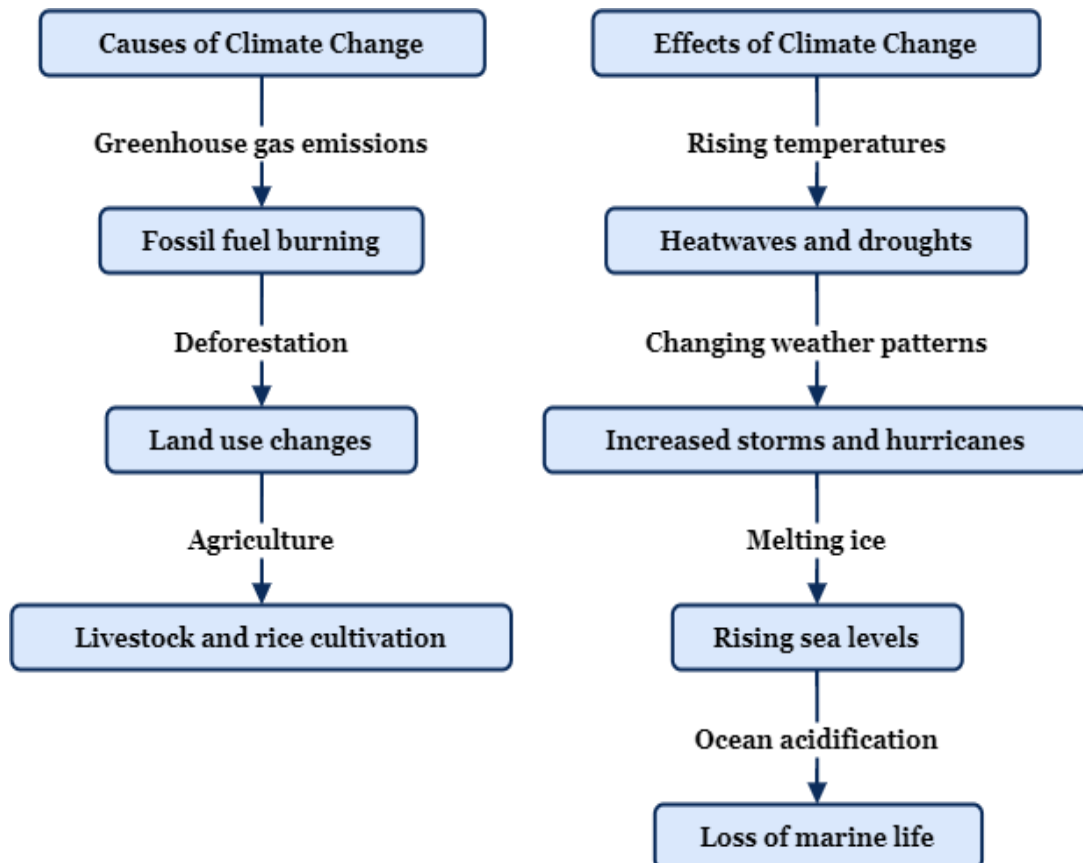 Causes of Climate Change
Greenhouse gas emissions
Fossil fuel burning
Deforestation
Land use changes
Agriculture
Livestock and rice cultivation
Effects of Climate Change
Rising temperatures
Heatwaves and droughts
Changing weather patterns
Increased storms and hurricanes
Melting ice
Rising sea levels
Ocean acidification
Loss of marine life